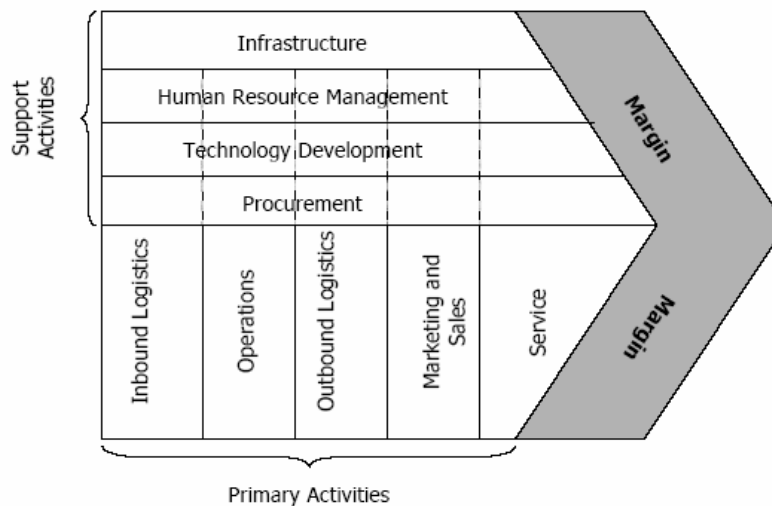 Support
Activities
Infrastructure
Human Resource Management
Technology Development
Procurement
Margin
Inbound Logistics
Operations
Outbound Logistics
Marketing and
Sales
Service
Margin
Primary Activities